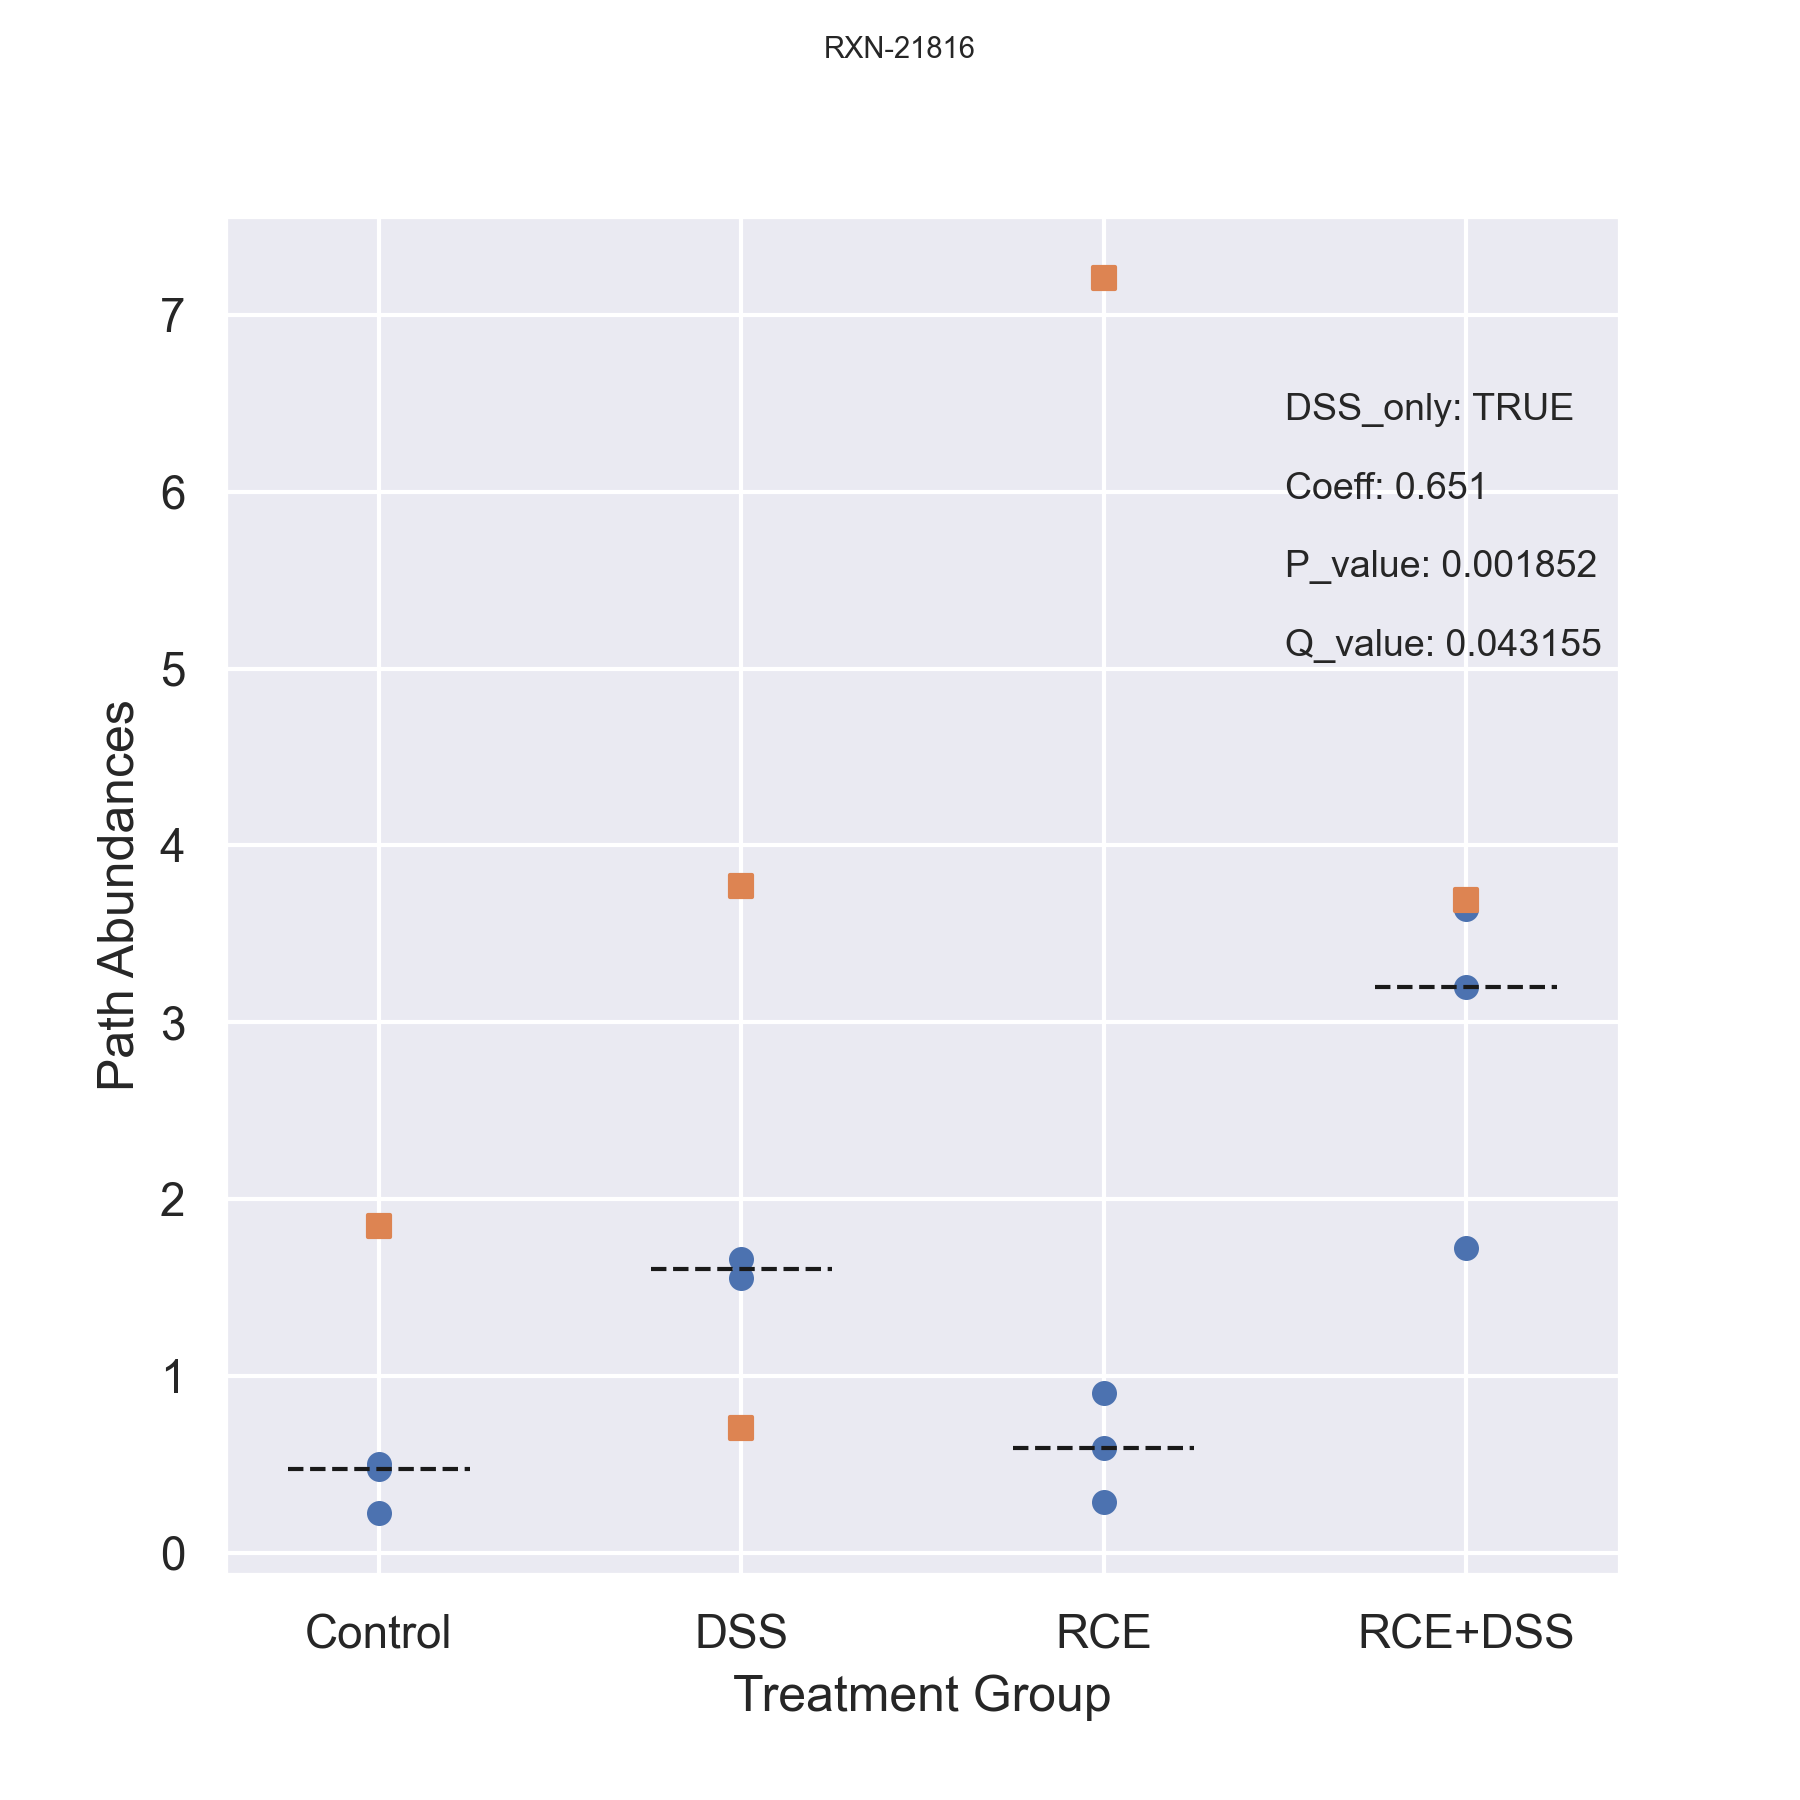 RXN-21816
7
6
5
4
3
2
1
0
Path Abundances
DSS_only: TRUE
Coeff: 0.651
P_value: 0.001852
Q_value: 0.043155
Control DSS RCE RCE+DSS
Treatment Group